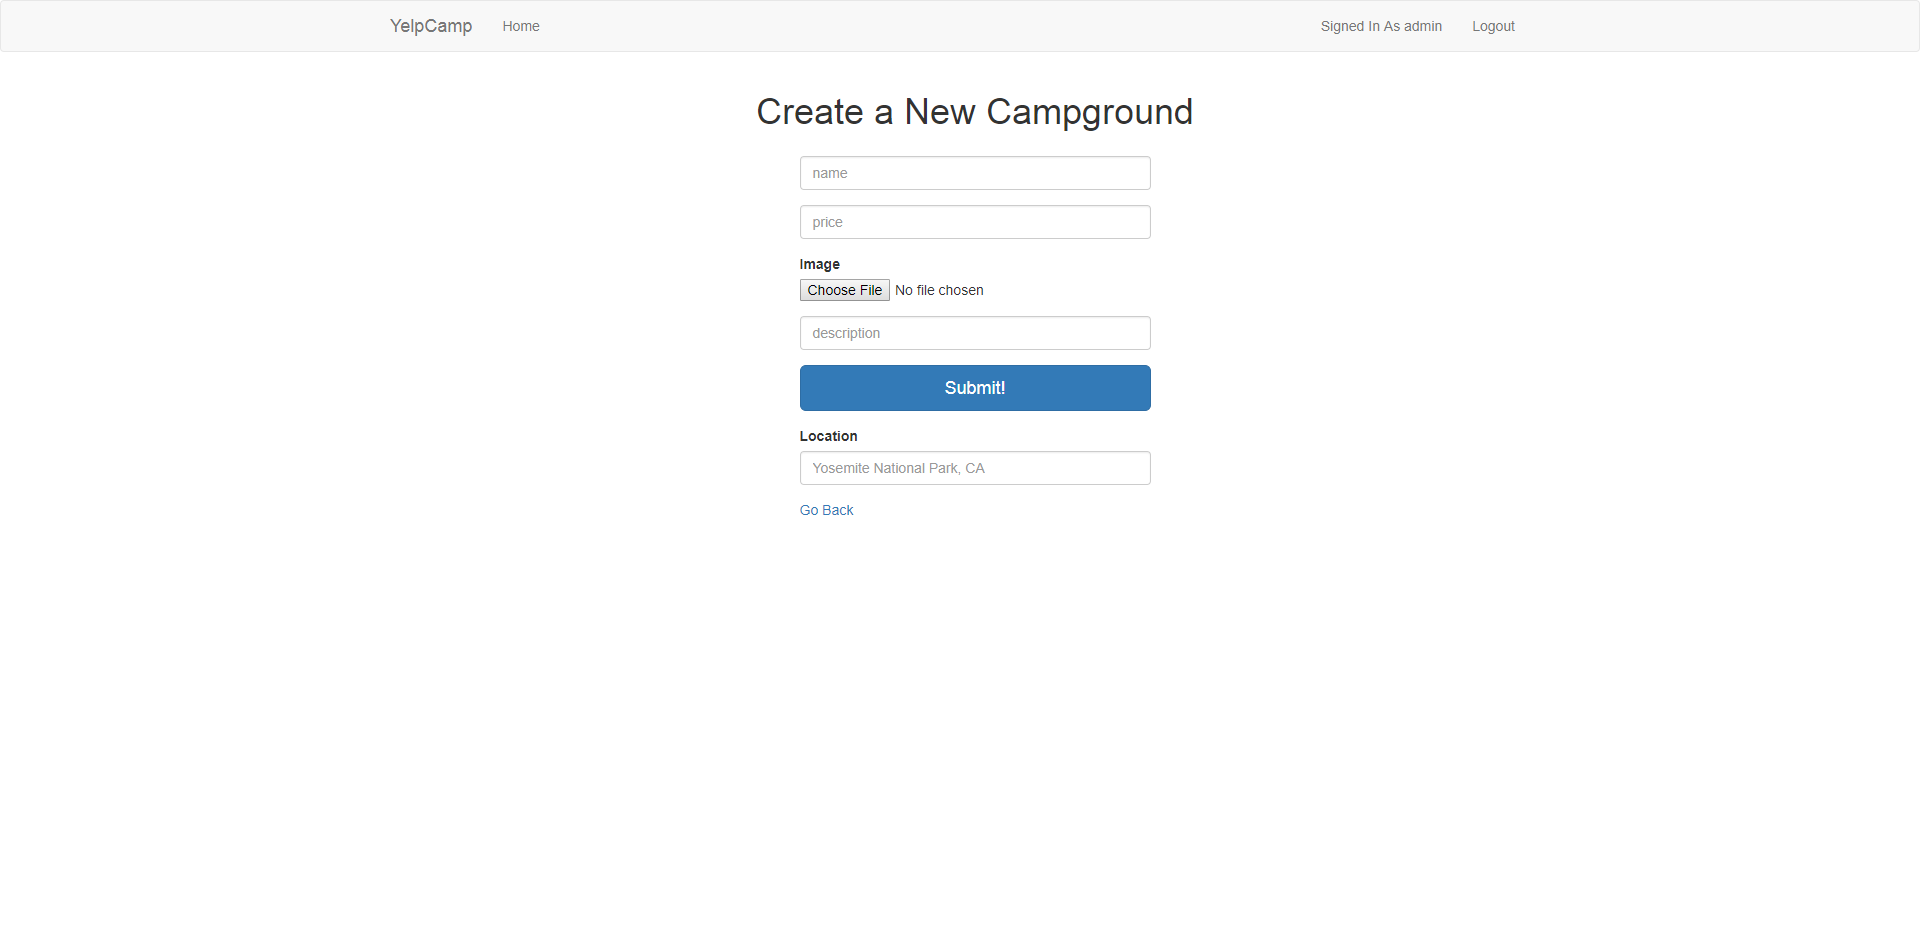 YelpCamp Home Signed In As admin Logout
Create a New Campground
name
price
Image
Choose File No file chosen
description
Submit!
Location
Yosemite National Park, CA
Go Back